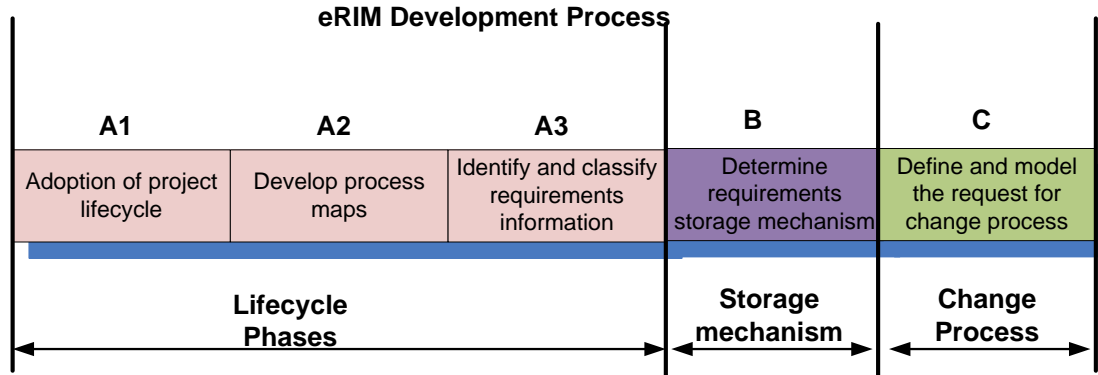 eRIM Development Process
A1
A2
A3
B
C
Adoption of project
lifecycle
Develop process
maps
Identify and classify
requirements
information
Determine
requirements
storage mechanism
Define and model
the request for
change process
Lifecycle
Phases
Storage
mechanism
Change
Process